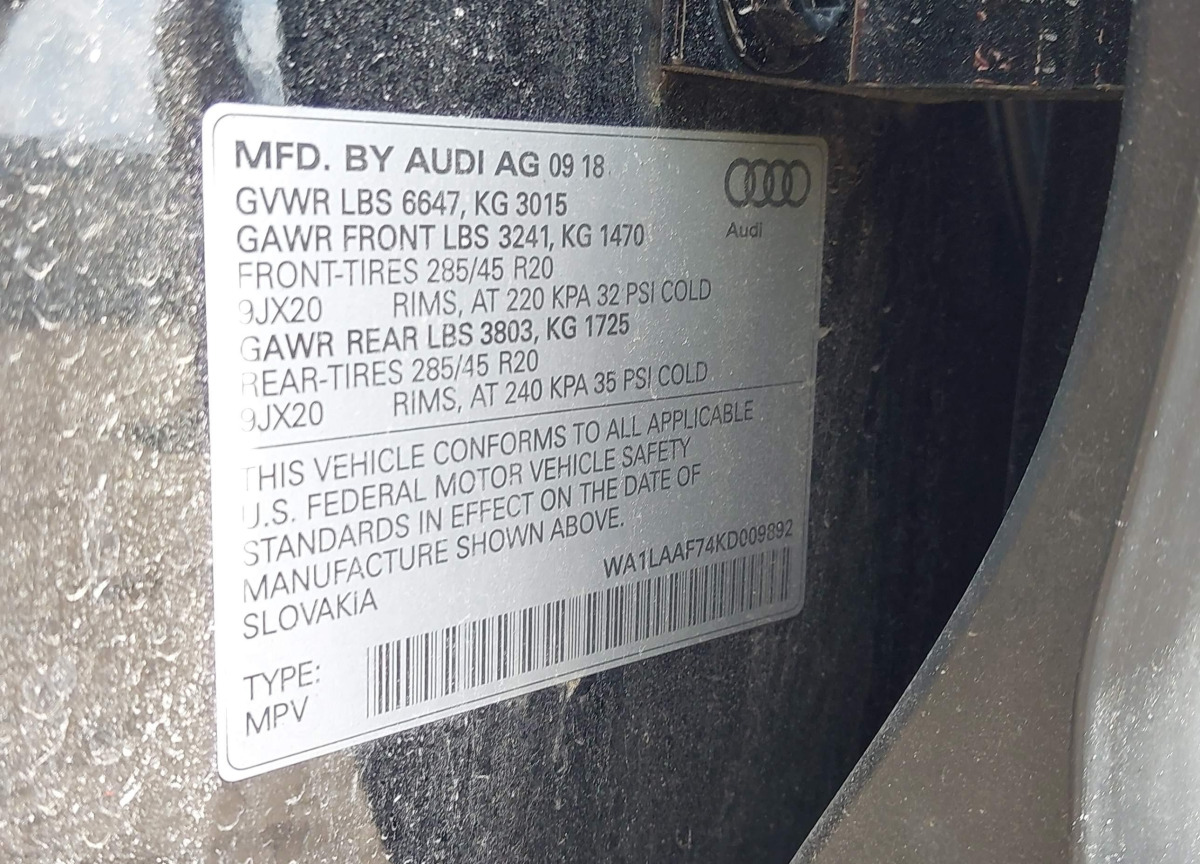 MFD. BY AUDI AG 09 18
GVWR LBS 6647, KG 3015
GAWR FRONT LBS 3241, KG 1470
Audi
FRONT-TIRES 285/45 R20
9JX20 RIMS, AT 220 KPA 32 PSI COLD
GAWR REAR LBS 3803, KG 1725
REAR-TIRES 285/45 R20
9JX20 RIMS, AT 240 KPA 35 PSI COLD
THIS VEHICLE CONFORMS TO ALL APPLICABLE
U.S. FEDERAL MOTOR VEHICLE SAFETY
STANDARDS IN EFFECT ON THE DATE OF
MANUFACTURE SHOWN ABOVE.
SLOVAKiA
WA1LAAF74KD009892
TYPE:
MPV